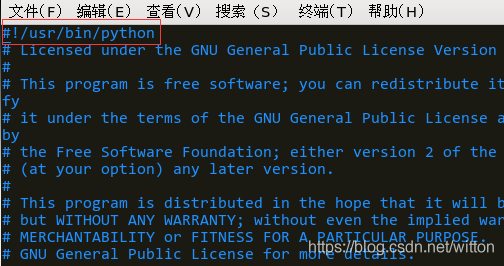 文件(F) 编辑(E) 查看(V) 搜索 (S) 终端(T) 帮助(H)
#!/usr/bin/python
# Licensed under the GNU General Public License Version
#
# This program is free software; you can redistribute it
fy
# it under the terms of the GNU General Public License a
by
# the Free Software Foundation; either version 2 of the
# (at your option) any later version.
#
# This program is distributed in the hope that it will b
# but WITHOUT ANY WARRANTY; without even the implied war
# MERCHANTABILITY or FITNESS FOR A PARTICULAR PURPOSE.
# GNU General Public License for more details.
https://blog.csdn.net/witton